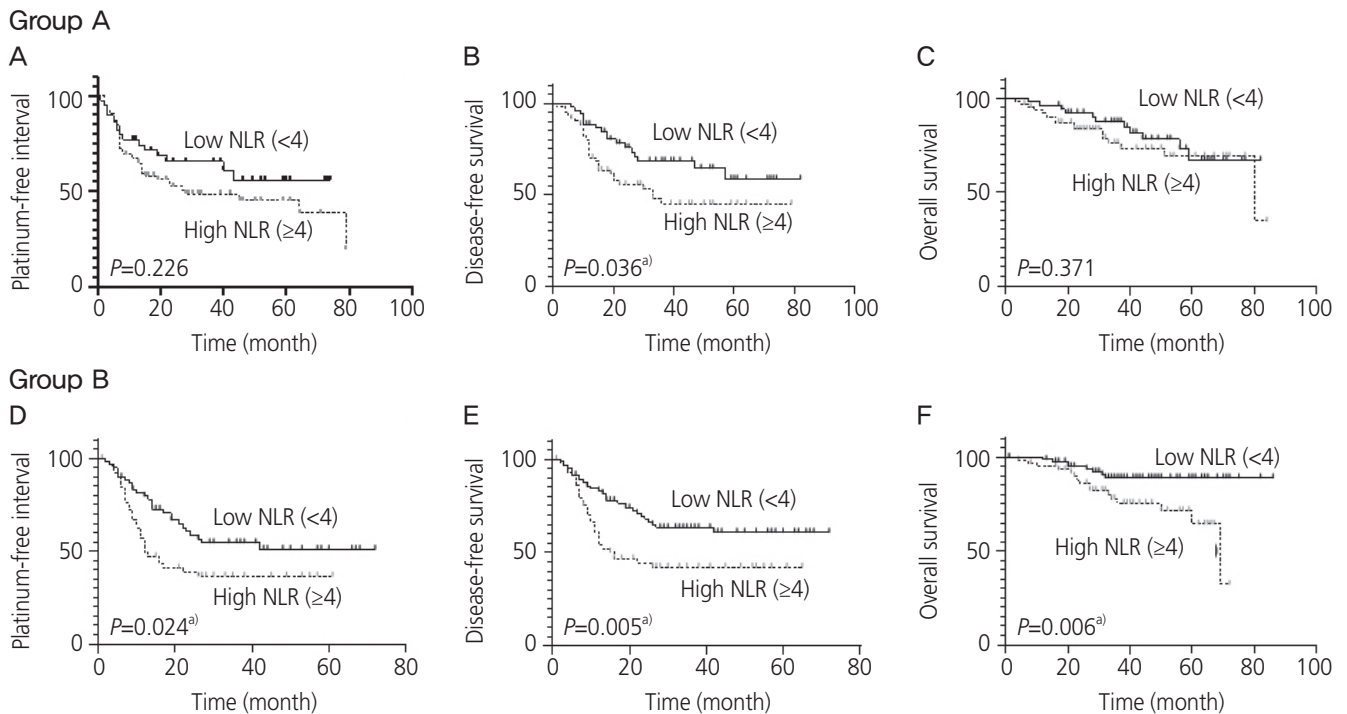 Group A
A
Platinum-free interval
100
50
0
Low NLR (<4)
High NLR (≥4)
P=0.226
0 20 40 60 80 100
Time (month)
B
Disease-free survival
100
50
0
Low NLR (<4)
High NLR (≥4)
P=0.036a)
0 20 40 60 80 100
Time (month)
C
Overall survival
100
50
0
Low NLR (<4)
High NLR (≥4)
P=0.371
0 20 40 60 80 100
Time (month)
Group B
D
Platinum-free interval
100
50
0
Low NLR (<4)
High NLR (≥4)
P=0.024a)
0 20 40 60 80
Time (month)
E
Disease-free survival
100
50
0
Low NLR (<4)
High NLR (≥4)
P=0.005a)
0 20 40 60 80
Time (month)
F
Overall survival
100
50
0
Low NLR (<4)
High NLR (≥4)
P=0.006a)
0 20 40 60 80 100
Time (month)